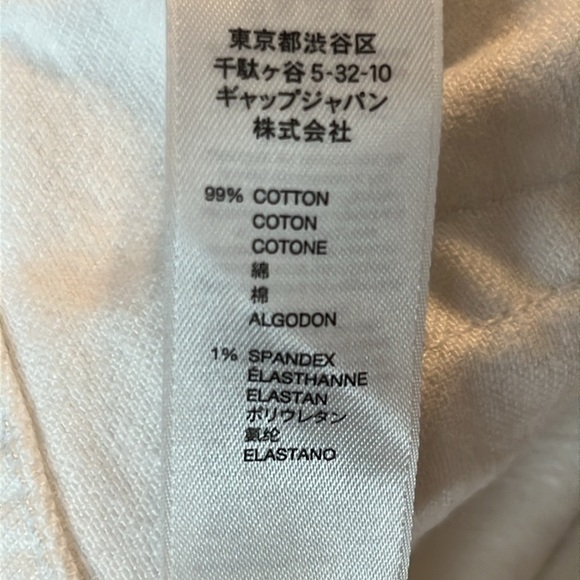 東京都渋谷区
千駄ヶ谷 5-32-10
ギャップジャパン
株式会社
99% COTTON
COTON
COTONE
綿
棉
ALGODON
1% SPANDEX
ÉLASTHANNE
ELASTAN
ポリウレタン
氨纶
ELASTANO